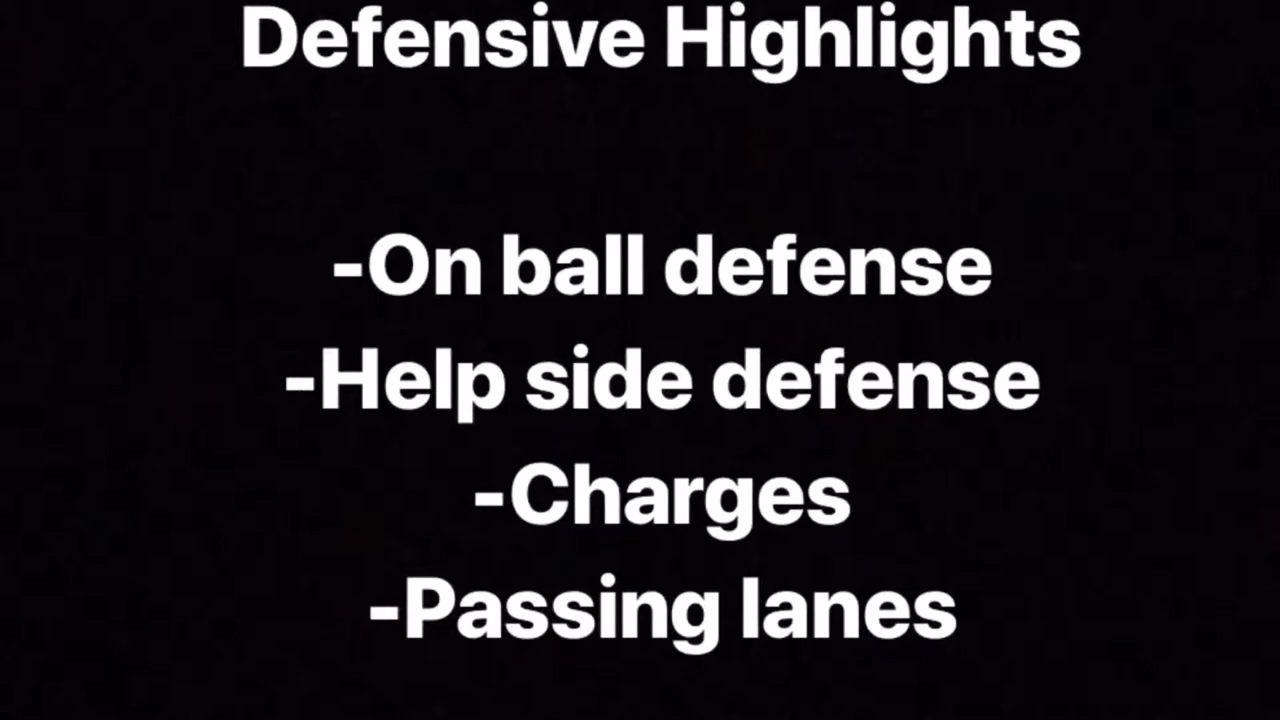 Defensive Highlights
-On ball defense
-Help side defense
-Charges
-Passing lanes